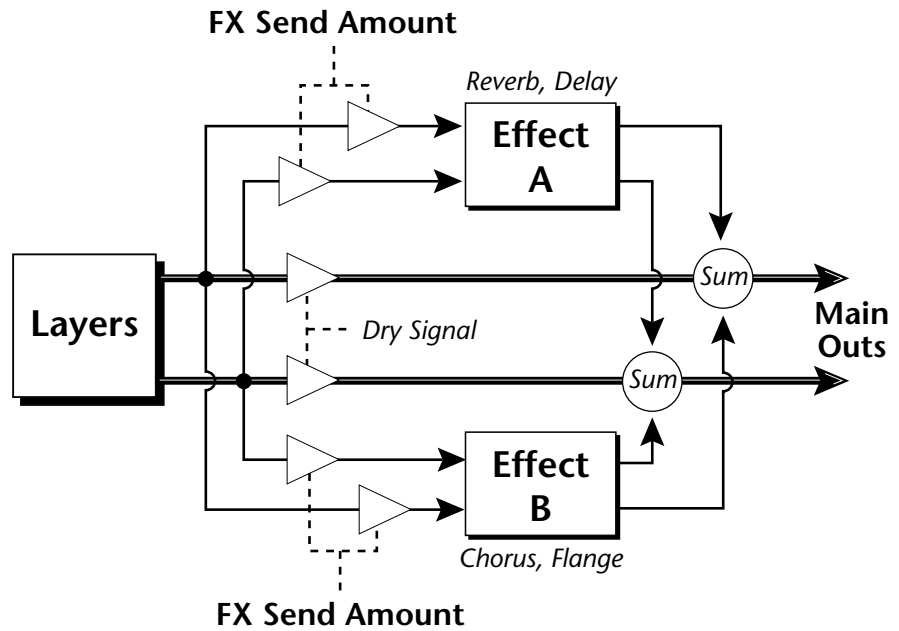 FX Send Amount
Reverb, Delay
Effect
A
Layers
Sum
Main
Outs
Dry Signal
Sum
Effect
B
Chorus, Flange
FX Send Amount